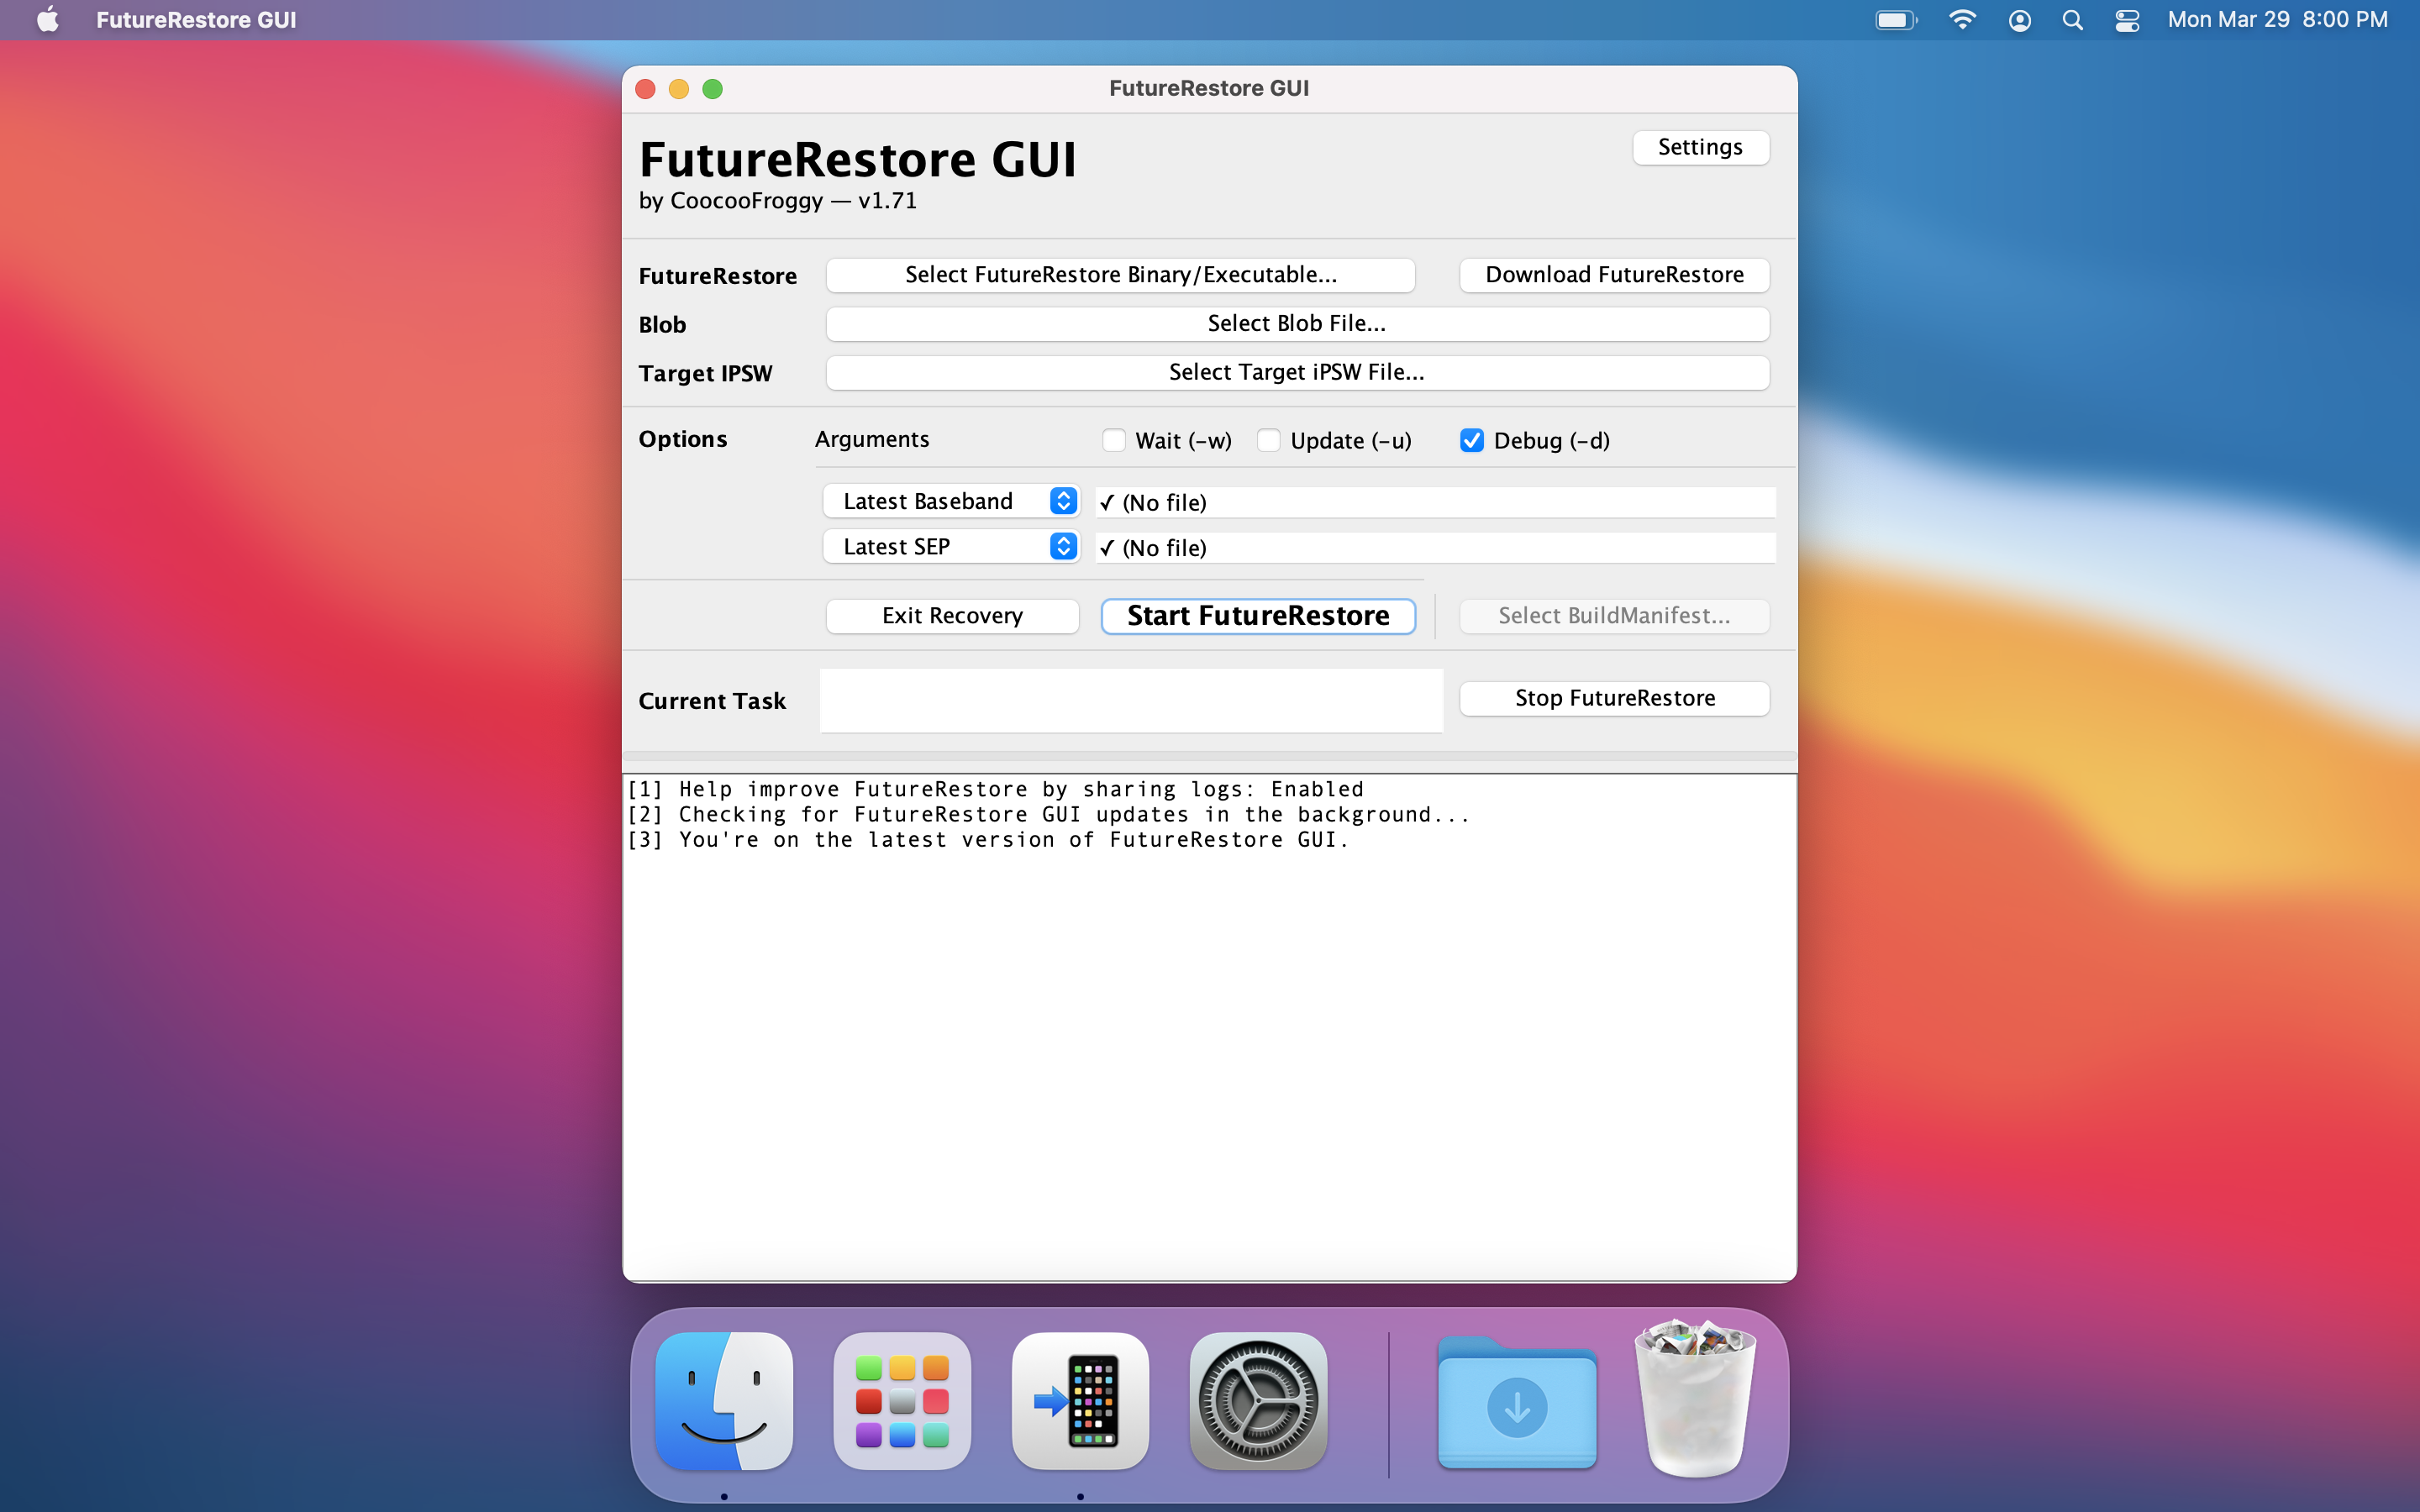 FutureRestore GUI
Mon Mar 29 8:00 PM
FutureRestore GUI
FutureRestore GUI
Settings
by CoocooFroggy — v1.71
FutureRestore
Select FutureRestore Binary/Executable...
Download FutureRestore
Blob
Select Blob File...
Target IPSW
Select Target iPSW File...
Options
Arguments
Wait (-w)
Update (-u)
Debug (-d)
Latest Baseband
✓ (No file)
Latest SEP
✓ (No file)
Exit Recovery
Start FutureRestore
Select BuildManifest...
Current Task
Stop FutureRestore
[1] Help improve FutureRestore by sharing logs: Enabled
[2] Checking for FutureRestore GUI updates in the background...
[3] You're on the latest version of FutureRestore GUI.